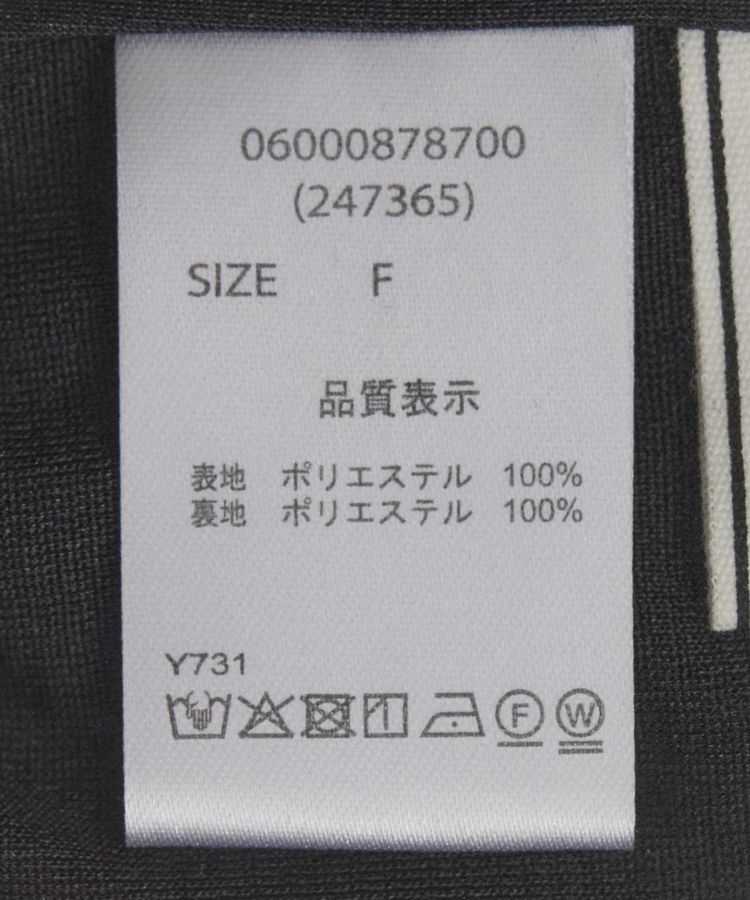 06000878700
(247365)
SIZE F
品質表示
表地 ポリエステル 100%
裏地 ポリエステル 100%
Y731
F W